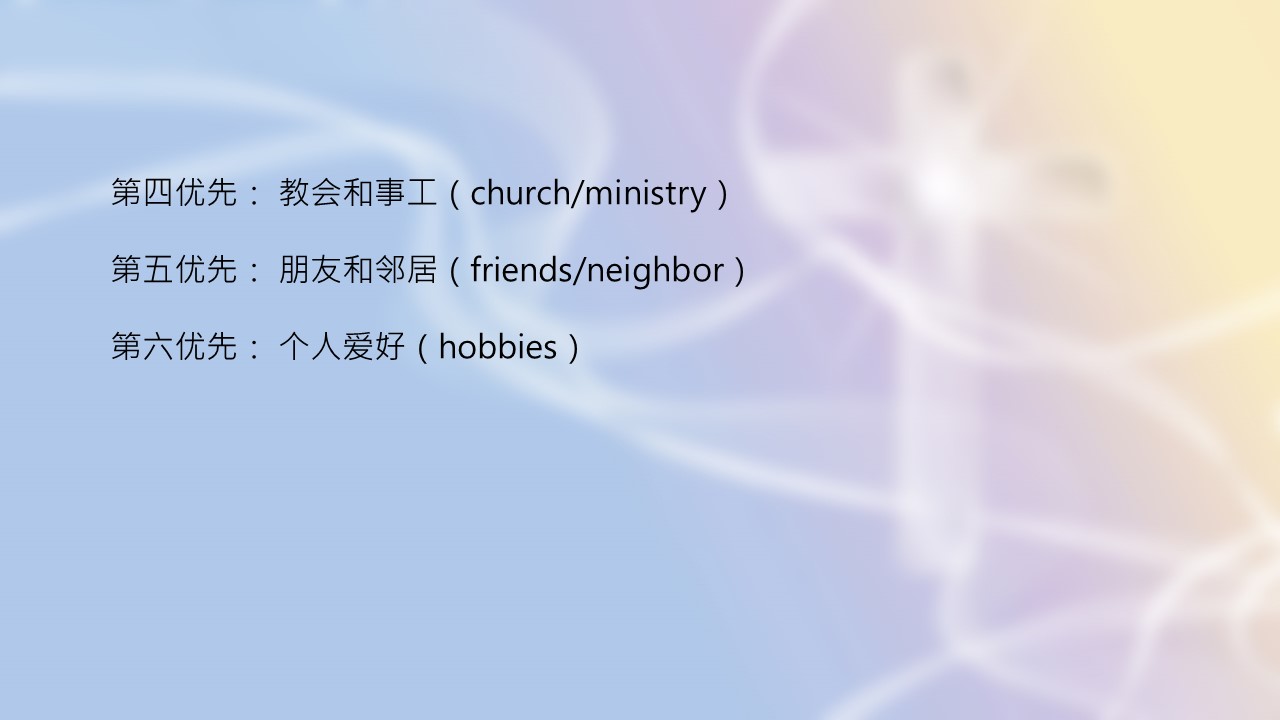 第四优先： 教会和事工（church/ministry）
第五优先： 朋友和邻居（friends/neighbor）
第六优先： 个人爱好（hobbies）